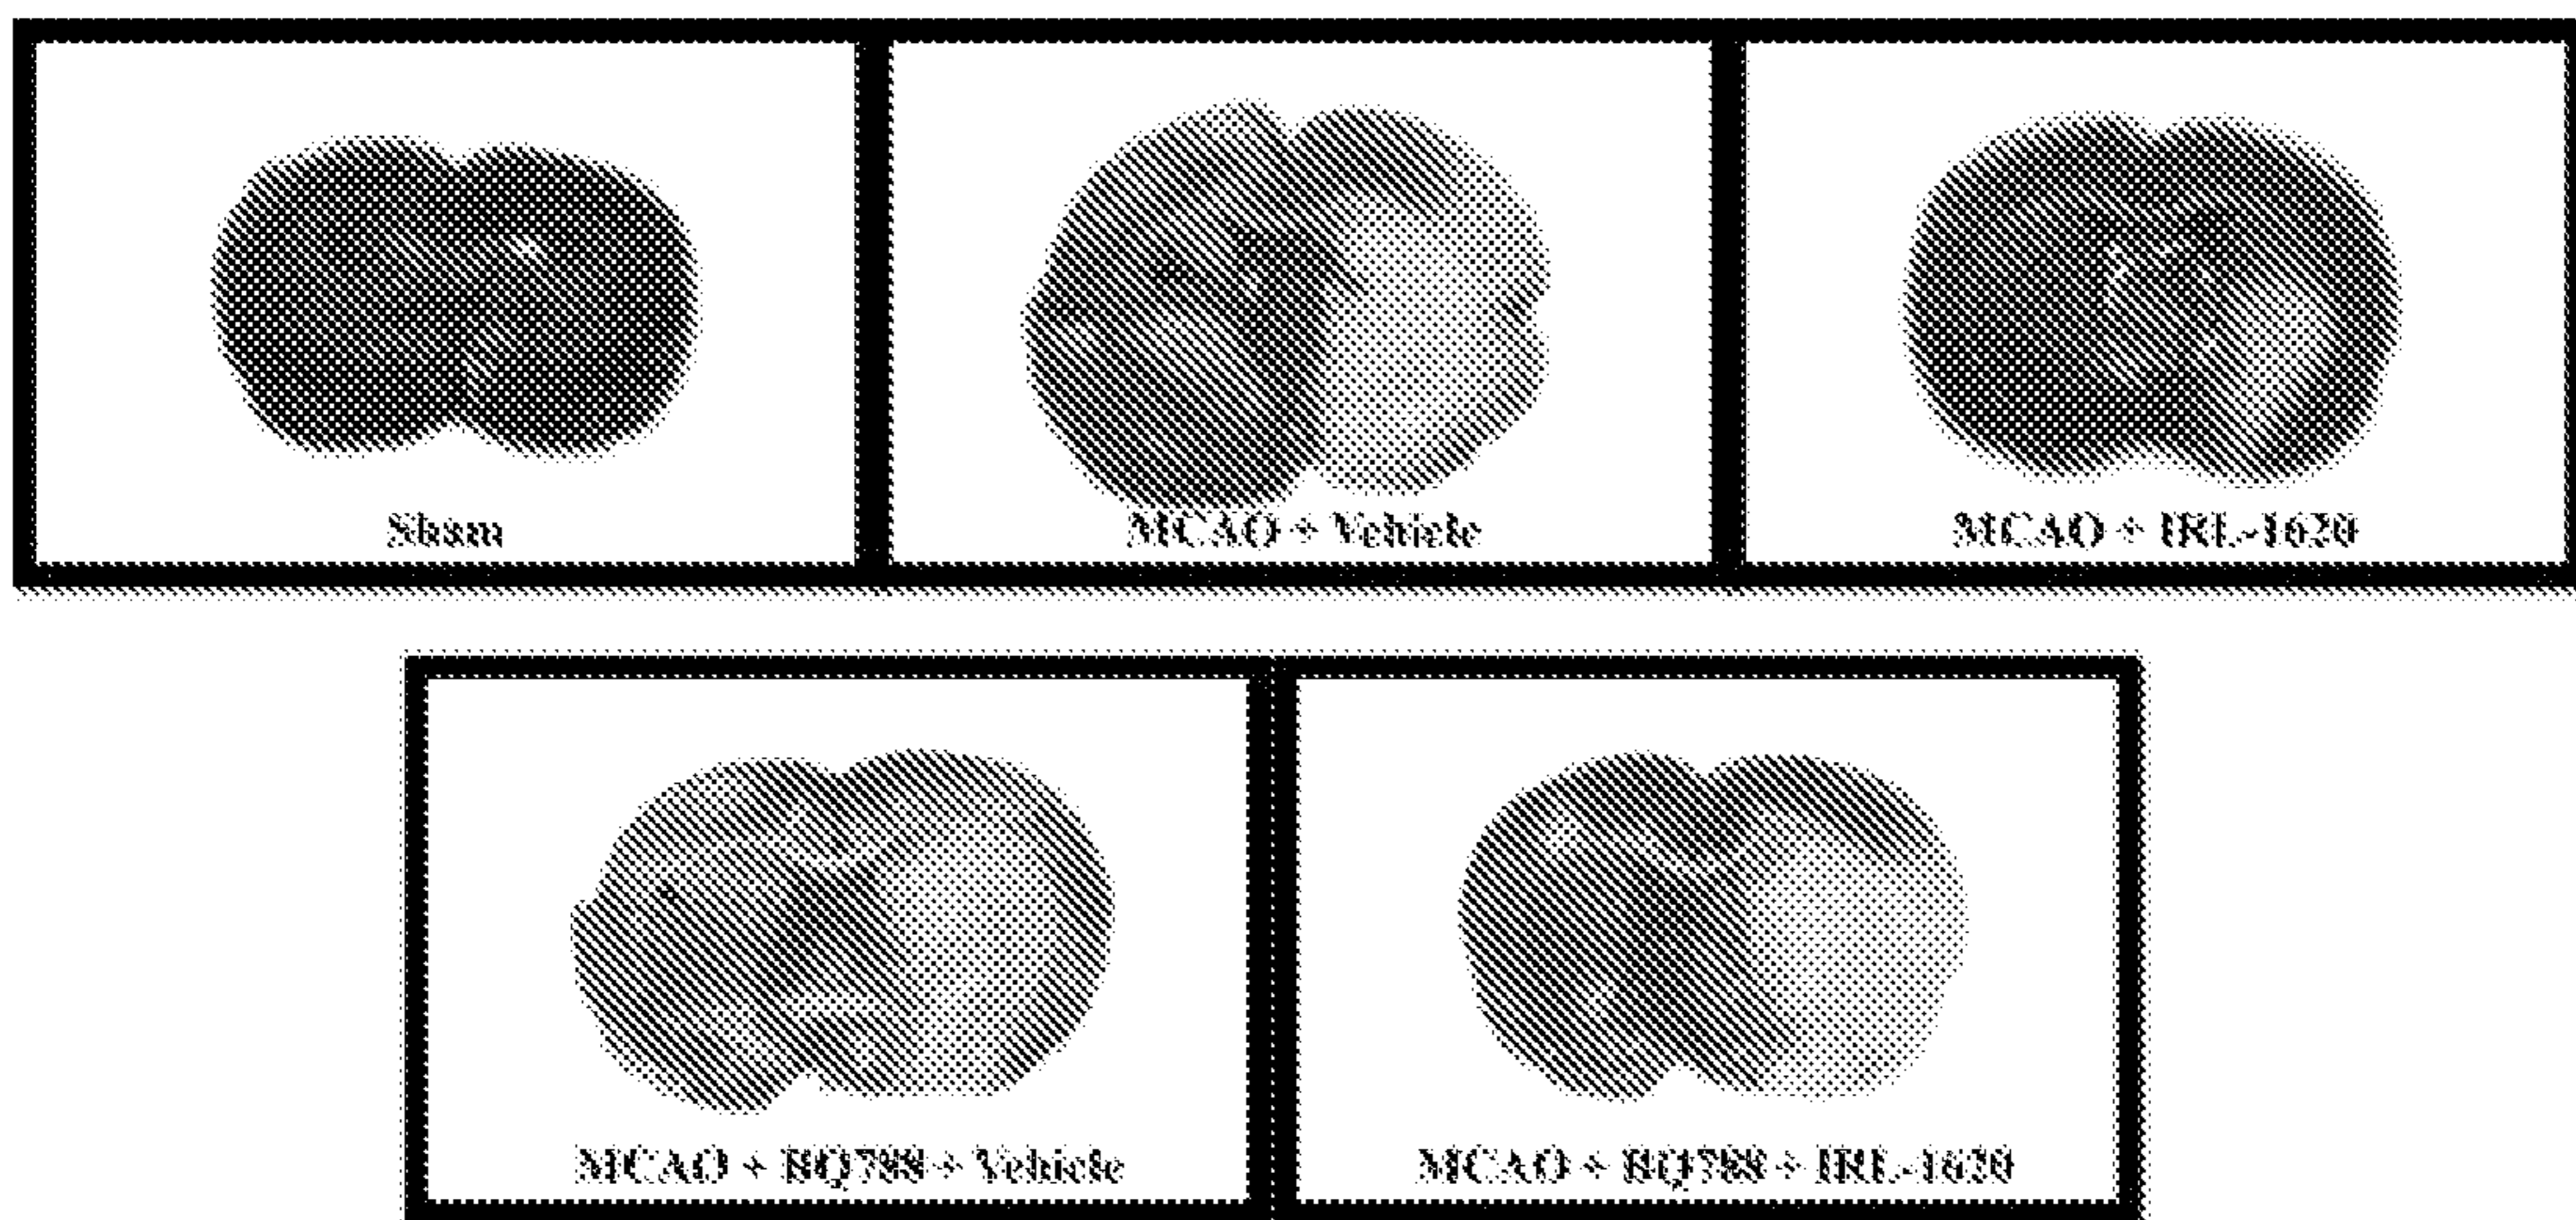 Sham
MCAO + Vehicle
MCAO + IRL-1620
MCAO + BQ788 + Vehicle
MCAO + BQ788 + IRL-1620